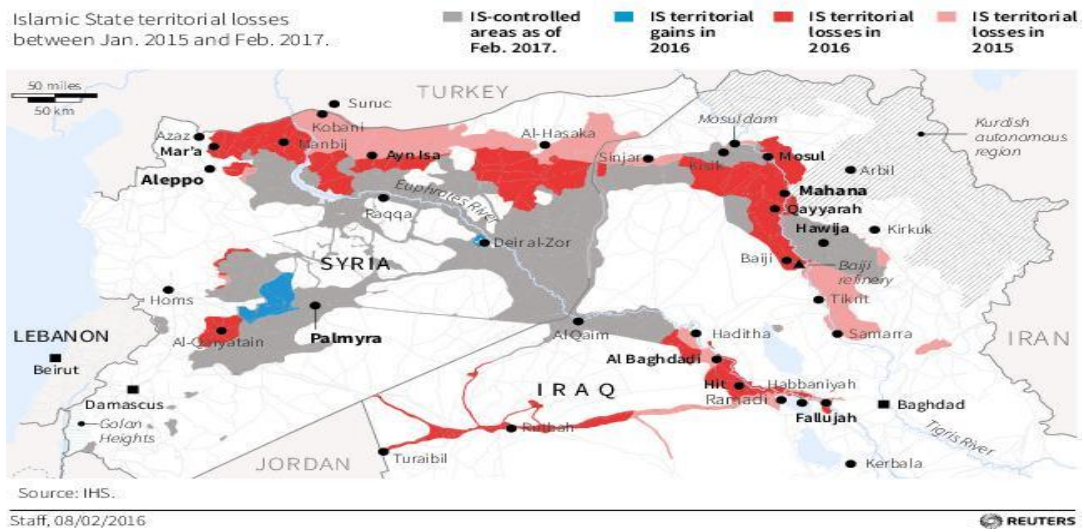 Islamic State territorial losses
between Jan. 2015 and Feb. 2017.
IS-controlled
areas as of
Feb. 2017.
IS territorial
gains in
2016
IS territorial
losses in
2016
IS territorial
losses in
2015
50 miles
50 km
TURKEY
Suruc
Kobani
Azaz
Mar'a
Manbij
Aleppo
Ayn Isa
Al-Hasaka
Mosul dam
Sinjar
Kisik
Mosul
Kurdish
autonomous
region
Arbil
Mahana
Qayyarah
Hawija
Kirkuk
Raqqa
Euphrates River
Deir al-Zor
SYRIA
Baiji
Baiji
refinery
Homs
Tikrit
Palmyra
Al-Qaryatain
Al Qaim
Haditha
Samarra
LEBANON
Beirut
IRAN
Al Baghdadi
IRAQ
Hit
Habbaniyah
Ramadi
Fallujah
Baghdad
Damascus
Golan
Heights
Rutbah
Tigris River
JORDAN
Turaibil
Kerbala
Source: IHS.
Staff, 08/02/2016
REUTERS